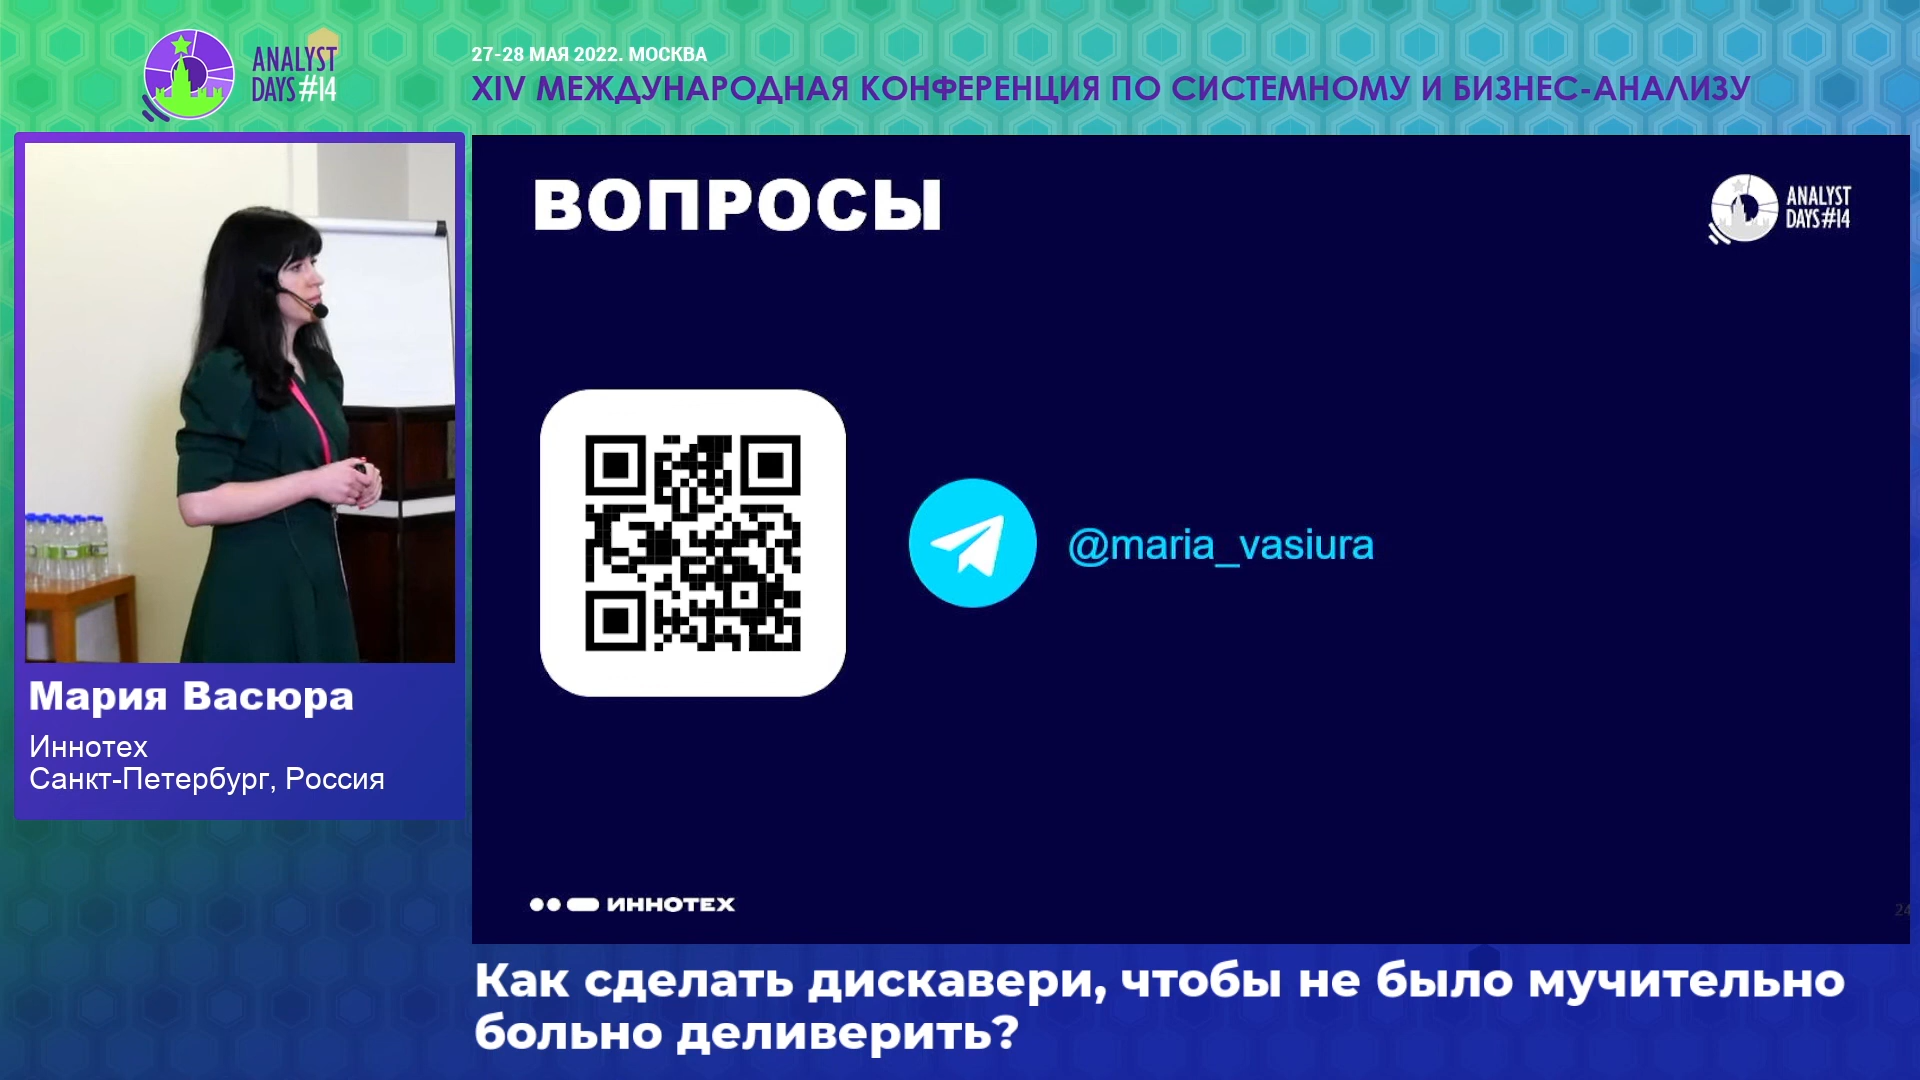 ANALYST
DAYS#14
27-28 МАЯ 2022. МОСКВА
XIV МЕЖДУНАРОДНАЯ КОНФЕРЕНЦИЯ ПО СИСТЕМНОМУ И БИЗНЕС-АНАЛИЗУ
ВОПРОСЫ
ANALYST
DAYS#14
@maria_vasiura
Мария Васюра
Иннотех
Санкт-Петербург, Россия
ИННОТЕХ
24
Как сделать дискавери, чтобы не было мучительно
больно деливерить?